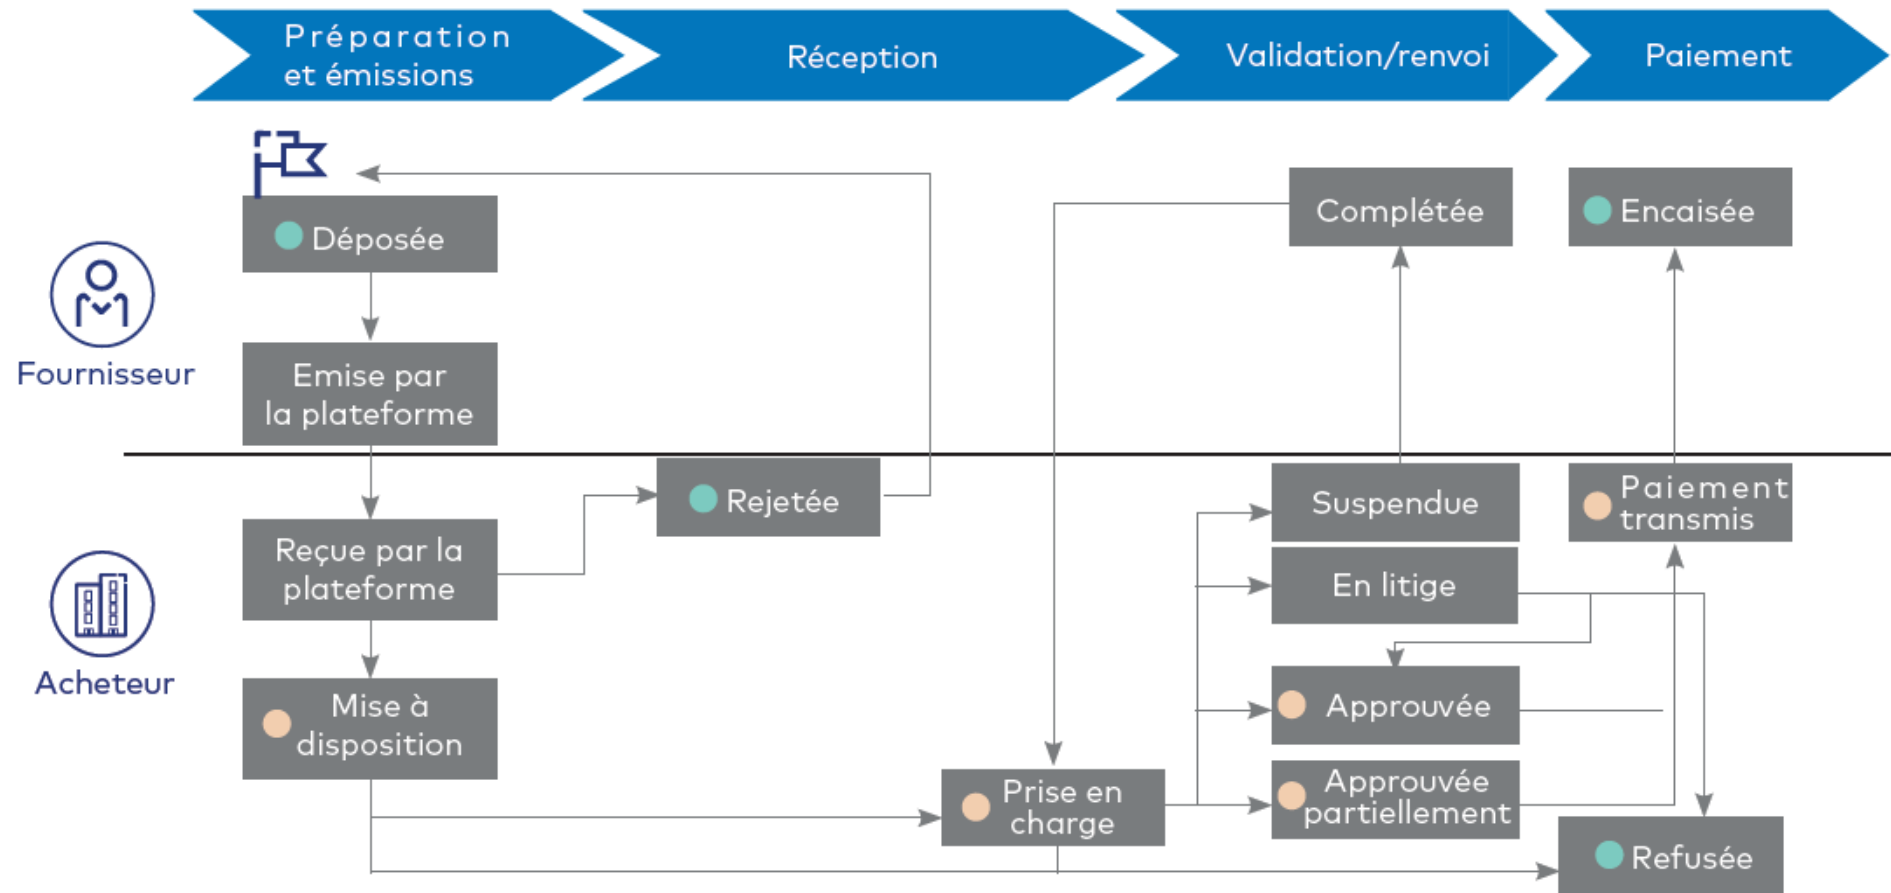 Préparation
et émissions
Réception
Validation/renvoi
Paiement
Déposée
Complétée
Encaisée
Fournisseur
Emise par
la plateforme
Rejetée
Suspendue
Paiement
transmis
Reçue par la
plateforme
En litige
Acheteur
Mise à
disposition
Approuvée
Prise en
charge
Approuvée
partiellement
Refusée